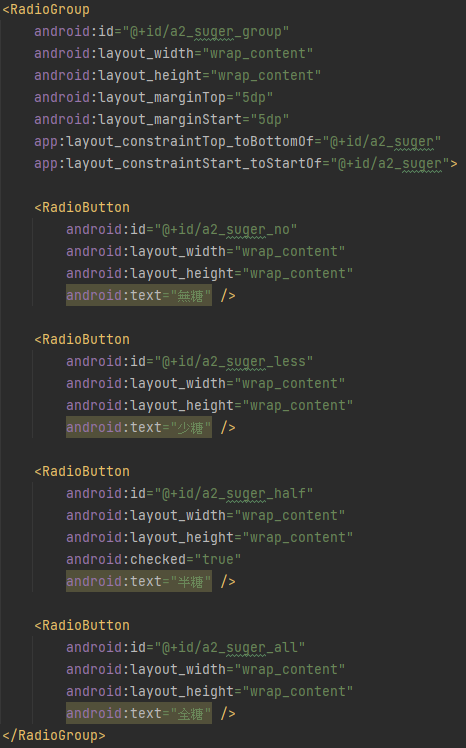 <RadioGroup
android:id="@+id/a2_suger_group"
android:layout_width="wrap_content"
android:layout_height="wrap_content"
android:layout_marginTop="5dp"
android:layout_marginStart="5dp"
app:layout_constraintTop_toBottomOf="@+id/a2_suger"
app:layout_constraintStart_toStartOf="@+id/a2_suger">
<RadioButton
android:id="@+id/a2_suger_no"
android:layout_width="wrap_content"
android:layout_height="wrap_content"
android:text="無糖" />
<RadioButton
android:id="@+id/a2_suger_less"
android:layout_width="wrap_content"
android:layout_height="wrap_content"
android:text="少糖" />
<RadioButton
android:id="@+id/a2_suger_half"
android:layout_width="wrap_content"
android:layout_height="wrap_content"
android:checked="true"
android:text="半糖" />
<RadioButton
android:id="@+id/a2_suger_all"
android:layout_width="wrap_content"
android:layout_height="wrap_content"
android:text="全糖" />
</RadioGroup>